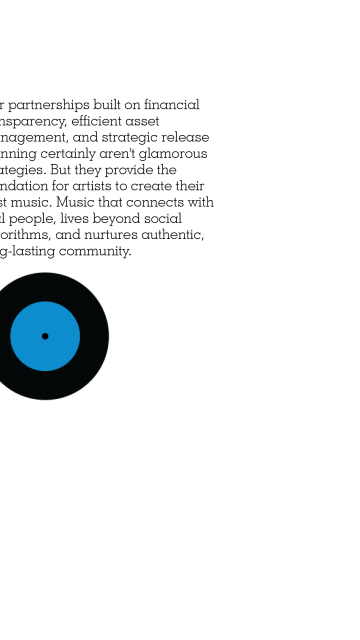 r partnerships built on financial
nsparency, efficient asset
nagement, and strategic release
nning certainly aren't glamorous
ategies. But they provide the
ndation for artists to create their
st music. Music that connects with
l people, lives beyond social
orithms, and nurtures authentic,
g-lasting community.